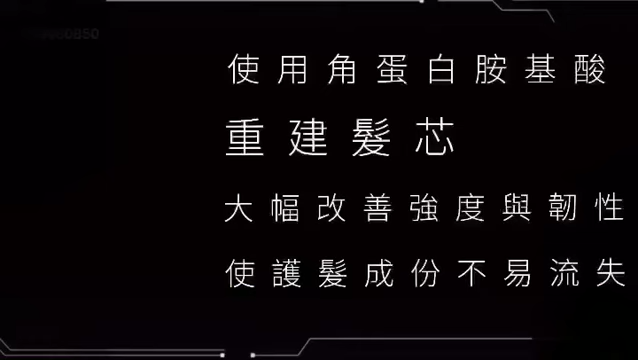 使用角蛋白胺基酸
重建髮芯
大幅改善強度與韌性
使護髮成份不易流失